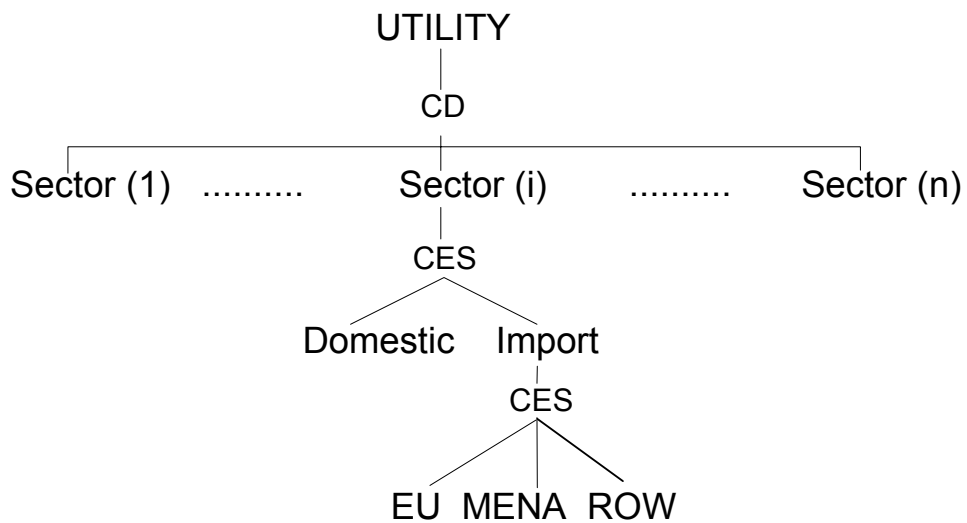 UTILITY
CD
Sector (1) .......... Sector (i) .......... Sector (n)
CES
Domestic Import
CES
EU MENA ROW